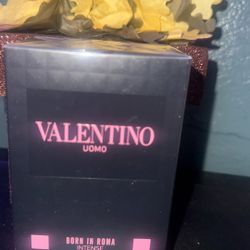 VALENTINO
UOMO
BORN IN ROMA
INTENSE